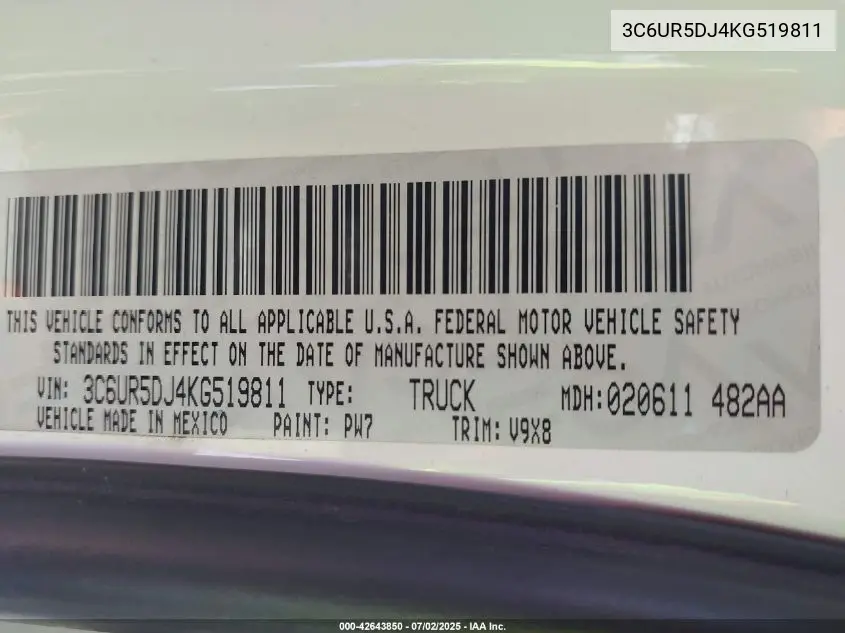 3C6UR5DJ4KG519811
THIS VEHICLE CONFORMS TO ALL APPLICABLE U.S.A. FEDERAL MOTOR VEHICLE SAFETY
STANDARDS IN EFFECT ON THE DATE OF MANUFACTURE SHOWN ABOVE.
VIN: 3C6UR5DJ4KG519811 TYPE: TRUCK MDH:020611 482AA
VEHICLE MADE IN MEXICO PAINT: PW7 TRIM: V9X8
000-42643850 - 07/02/2025 - IAA Inc.